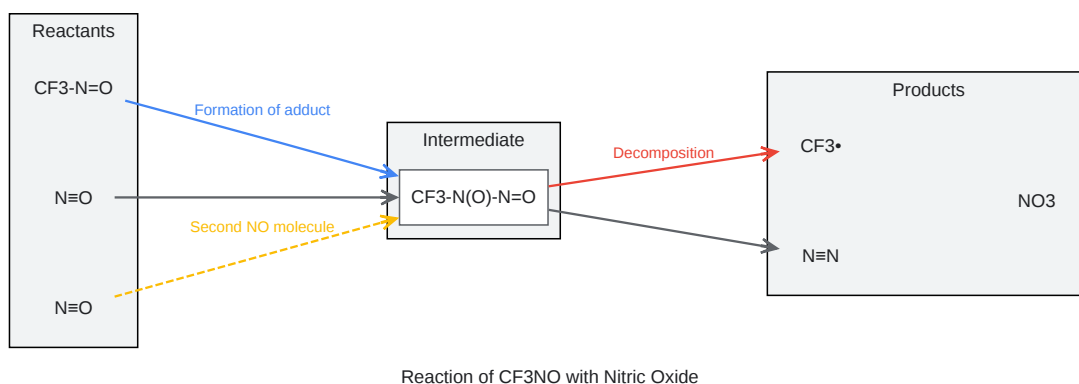 Reactants
CF3-N=O
N≡O
N≡O
Formation of adduct
Second NO molecule
Intermediate
CF3-N(O)-N=O
Decomposition
Products
CF3•
NO3
N≡N
Reaction of CF3NO with Nitric Oxide